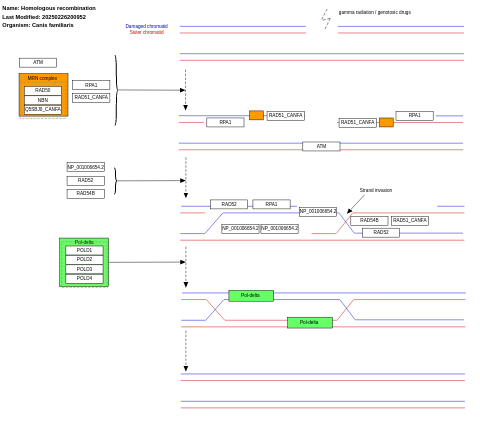 Name: Homologous recombination
Last Modified: 20250226200952
Organism: Canis familiaris
gamma radiation / genotoxic drugs
Damaged chromatid
Sister chromatid
ATM
MRN complex
RAD50
NBN
Q5SBJ0_CANFA
RPA1
RAD51_CANFA
RPA1
RAD51_CANFA
RAD51_CANFA
RPA1
ATM
NP_001006654.2
RAD52
RAD54B
Strand invasion
RAD52
RPA1
NP_001006654.2
NP_001006654.2
NP_001006654.2
RAD54B
RAD51_CANFA
RAD52
Pol-delta
POLD1
POLD2
POLD3
POLD4
Pol-delta
Pol-delta